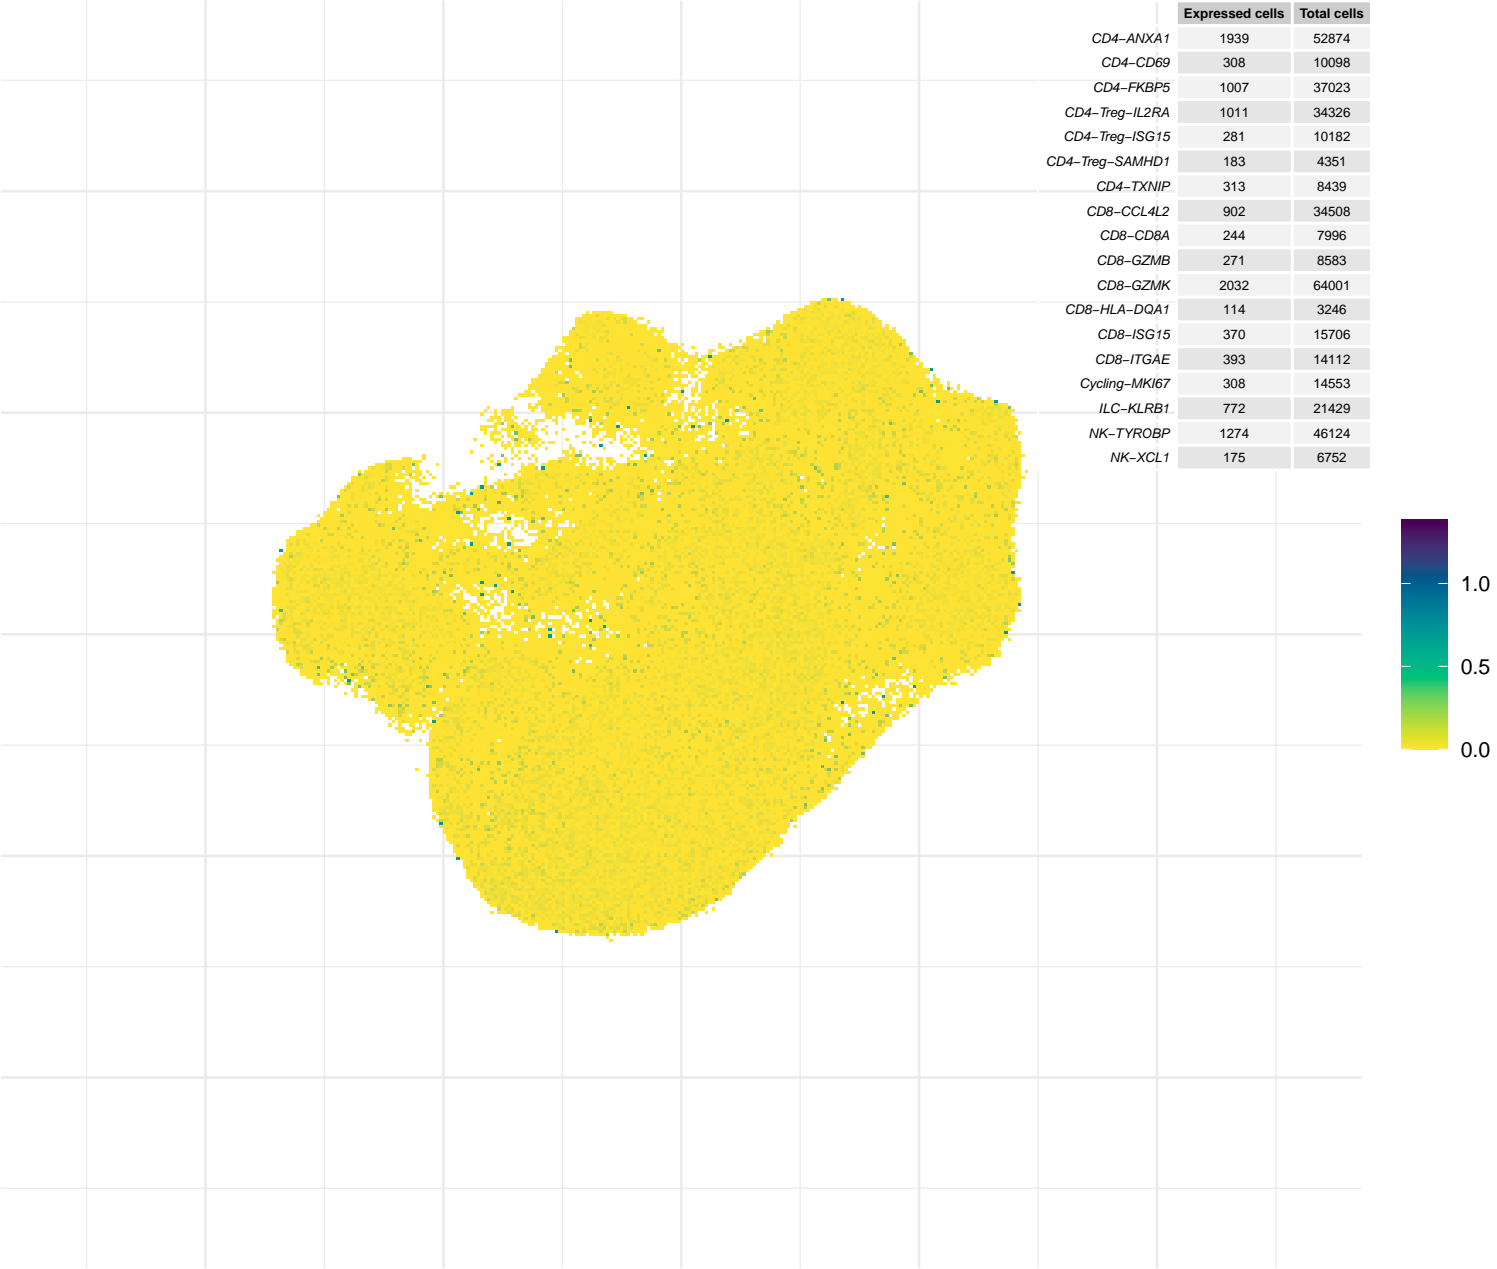 Expressed cells Total cells
CD4−ANXA1 1939 52874
CD4−CD69 308 10098
CD4−FKBP5 1007 37023
CD4−Treg−IL2RA 1011 34326
CD4−Treg−ISG15 281 10182
CD4−Treg−SAMHD1 183 4351
CD4−TXNIP 313 8439
CD8−CCL4L2 902 34508
CD8−CD8A 244 7996
CD8−GZMB 271 8583
CD8−GZMK 2032 64001
CD8−HLA−DQA1 114 3246
CD8−ISG15 370 15706
CD8−ITGAE 393 14112
Cycling−MKI67 308 14553
ILC−KLRB1 772 21429
NK−TYROBP 1274 46124
NK−XCL1 175 6752
1.0
0.5
0.0